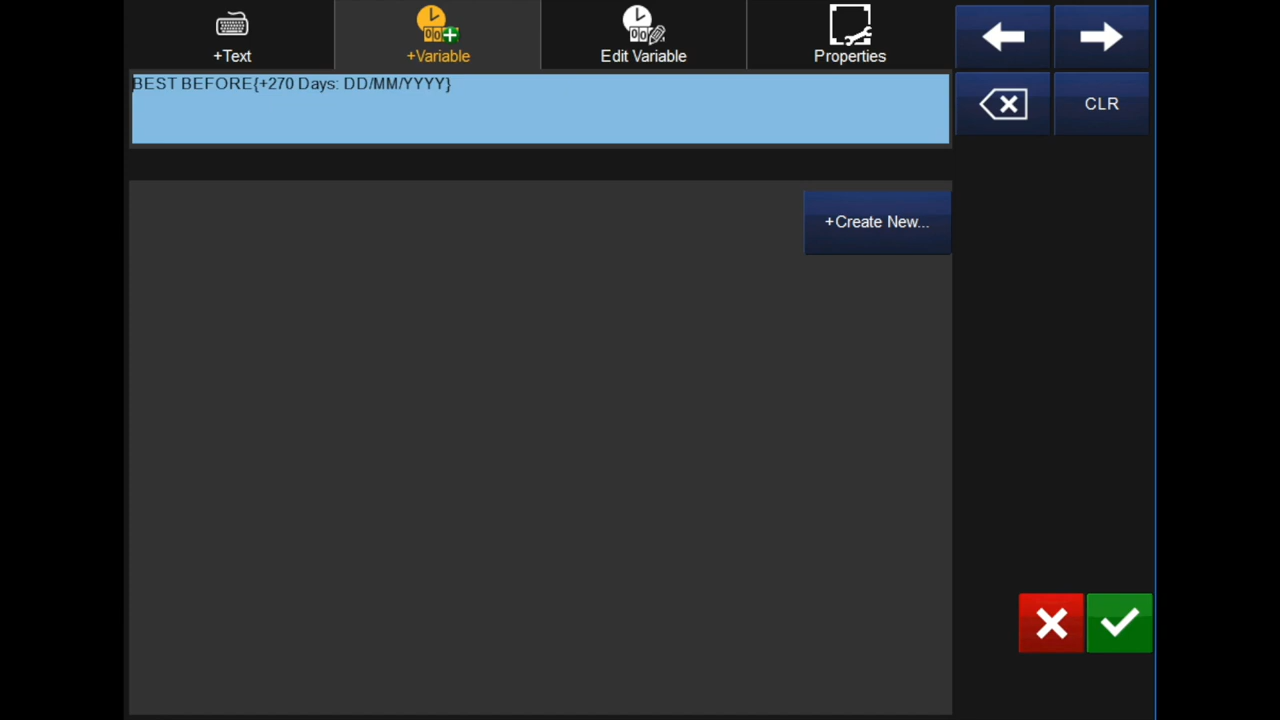 +Text
+Variable
Edit Variable
Properties
BEST BEFORE{+270 Days: DD/MM/YYYY}
CLR
+Create New...